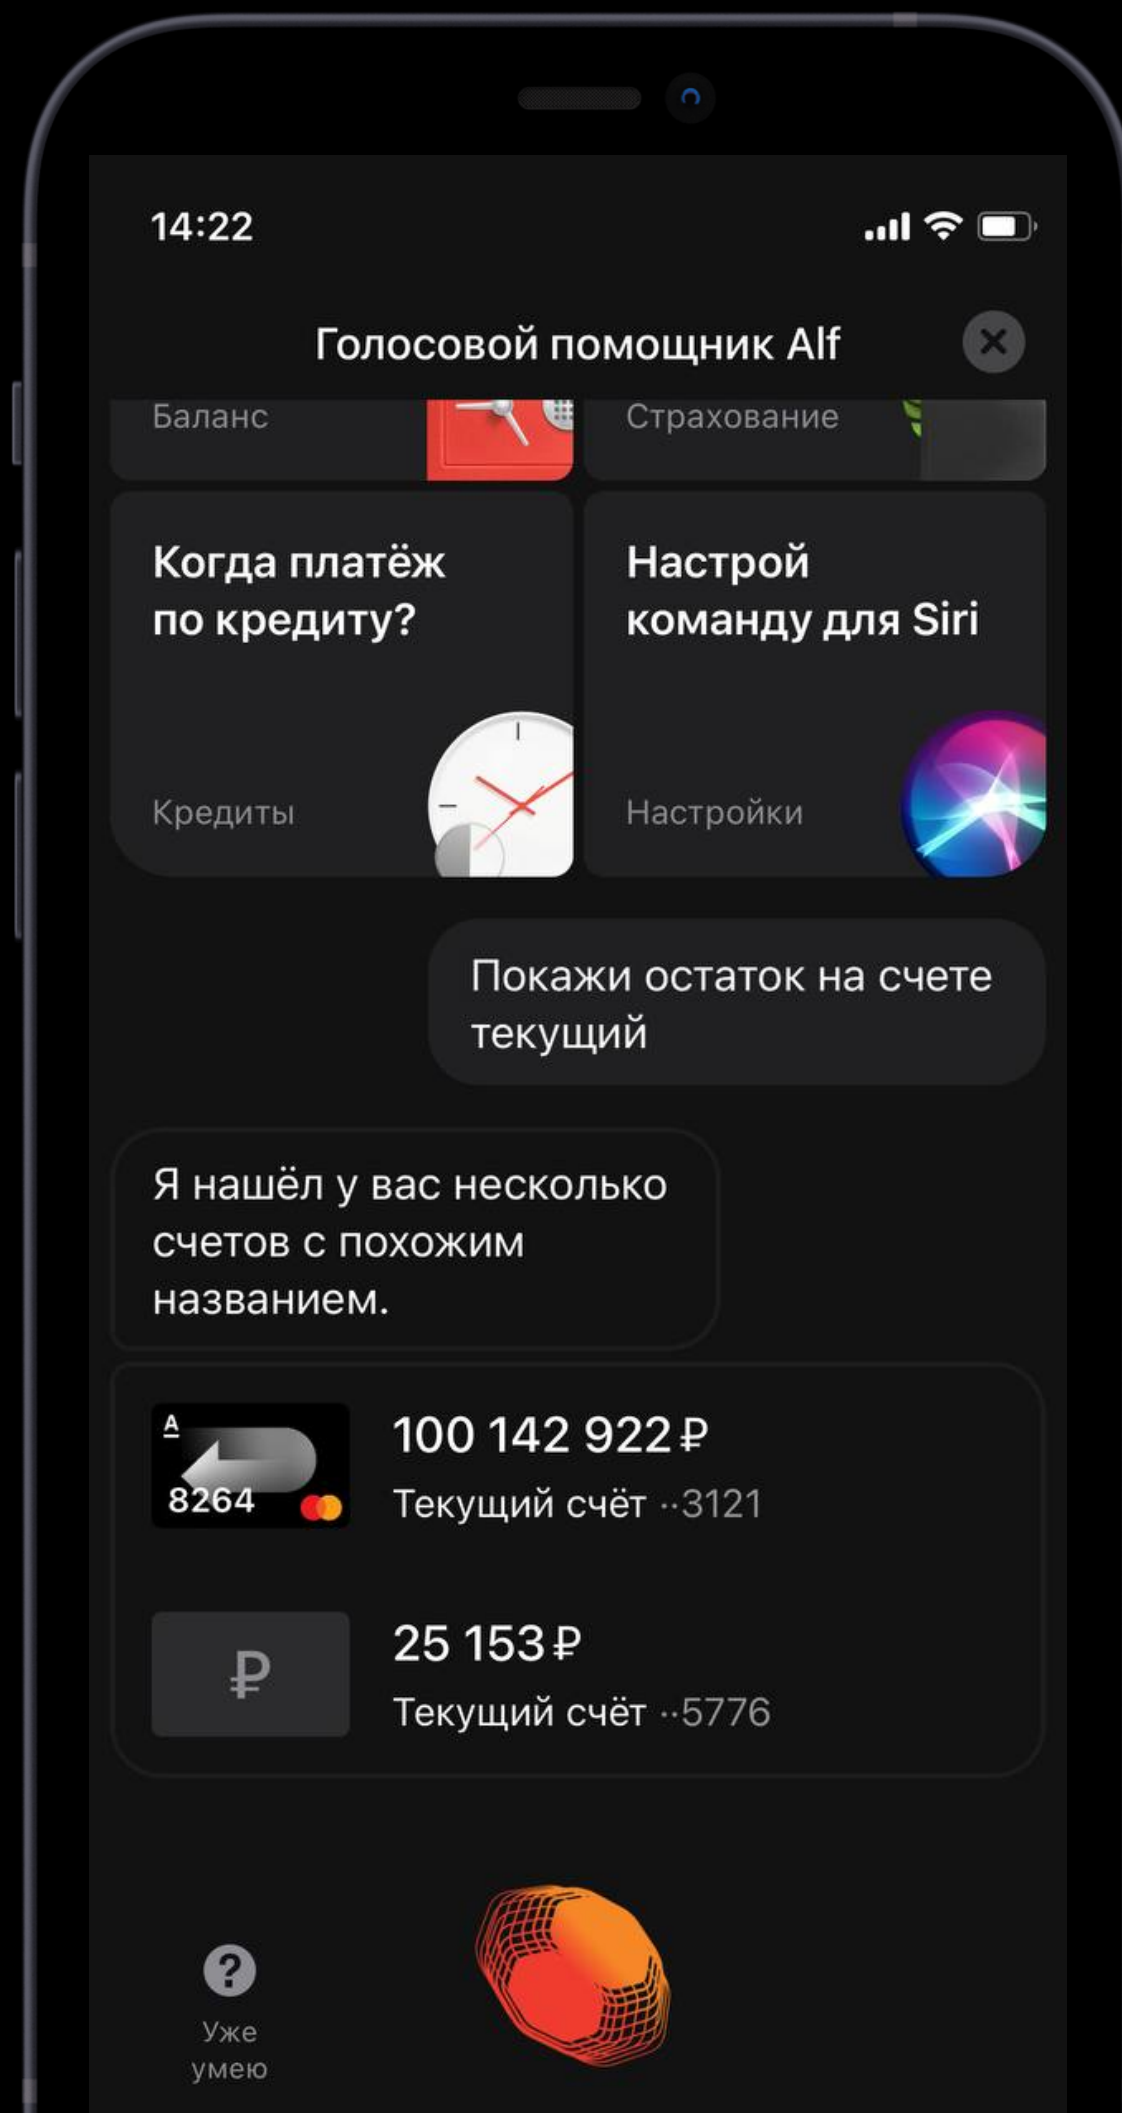 14:22
Голосовой помощник Alf
Баланс
Страхование
Когда платёж
по кредиту?
Кредиты
Настрой
команду для Siri
Настройки
Покажи остаток на счете
текущий
Я нашёл у вас несколько
счетов с похожим
названием.
A
8264
100 142 922 ₽
Текущий счёт ··3121
₽
25 153 ₽
Текущий счёт ··5776
?
Уже
умею